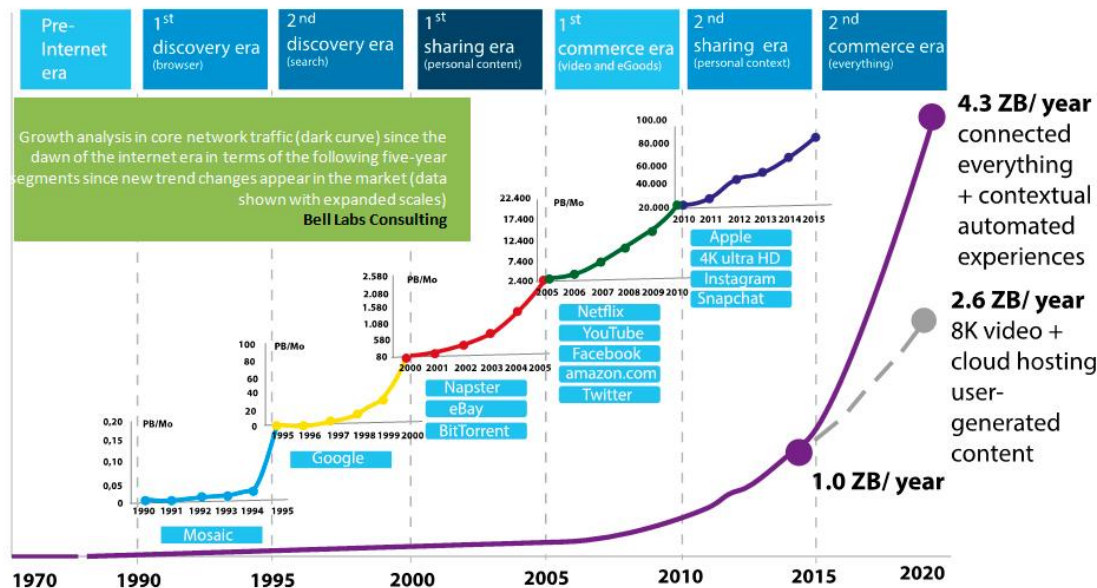 Pre-
Internet
era
1st
discovery era
(browser)
2nd
discovery era
(search)
1st
sharing era
(personal content)
1st
commerce era
(video and eGoods)
2nd
sharing era
(personal context)
2nd
commerce era
(everything)
Growth analysis in core network traffic (dark curve) since the
dawn of the internet era in terms of the following five-year
segments since new trend changes appear in the market (data
shown with expanded scales)
Bell Labs Consulting
0,20
0,15
0,10
0,05
0
PB/Mo
1990 1991 1992 1993 1994 1995
Mosaic
100
80
60
40
20
0
PB/Mo
1995 1996 1997 1998 1999 2000
Google
2.580
2.080
1.580
1.080
580
80
PB/Mo
2000 2001 2002 2003 2004 2005
Napster
eBay
BitTorrent
22.400
17.400
12.400
7.400
2.400
PB/Mo
2005 2006 2007 2008 2009 2010
Netflix
YouTube
Facebook
amazon.com
Twitter
100.00
80.000
60.000
40.000
20.000
2010 2011 2012 2013 2014 2015
Apple
4K ultra HD
Instagram
Snapchat
4.3 ZB/ year
connected
everything
+ contextual
automated
experiences
2.6 ZB/ year
8K video +
cloud hosting
user-
generated
content
1.0 ZB/ year
1970 1990 1995 2000 2005 2010 2015 2020